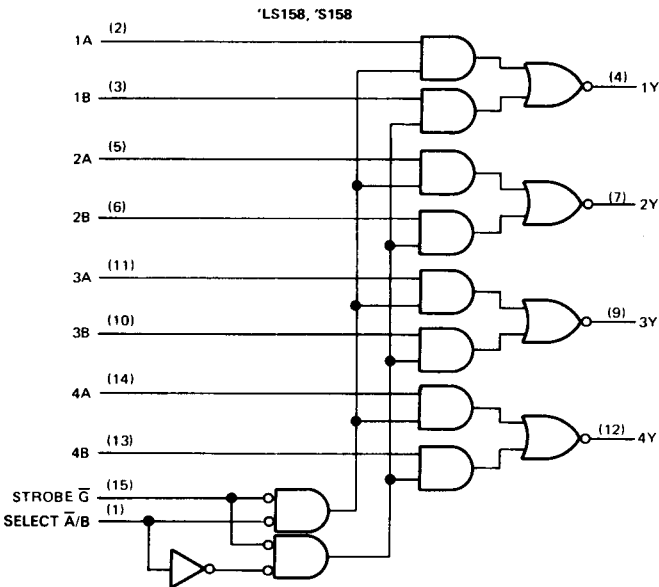 'LS158, 'S158
1A (2)
(4) 1Y
1B (3)
2A (5)
(7) 2Y
2B (6)
3A (11)
(9) 3Y
3B (10)
4A (14)
(12) 4Y
4B (13)
STROBE G̅ (15)
SELECT A̅/B (1)